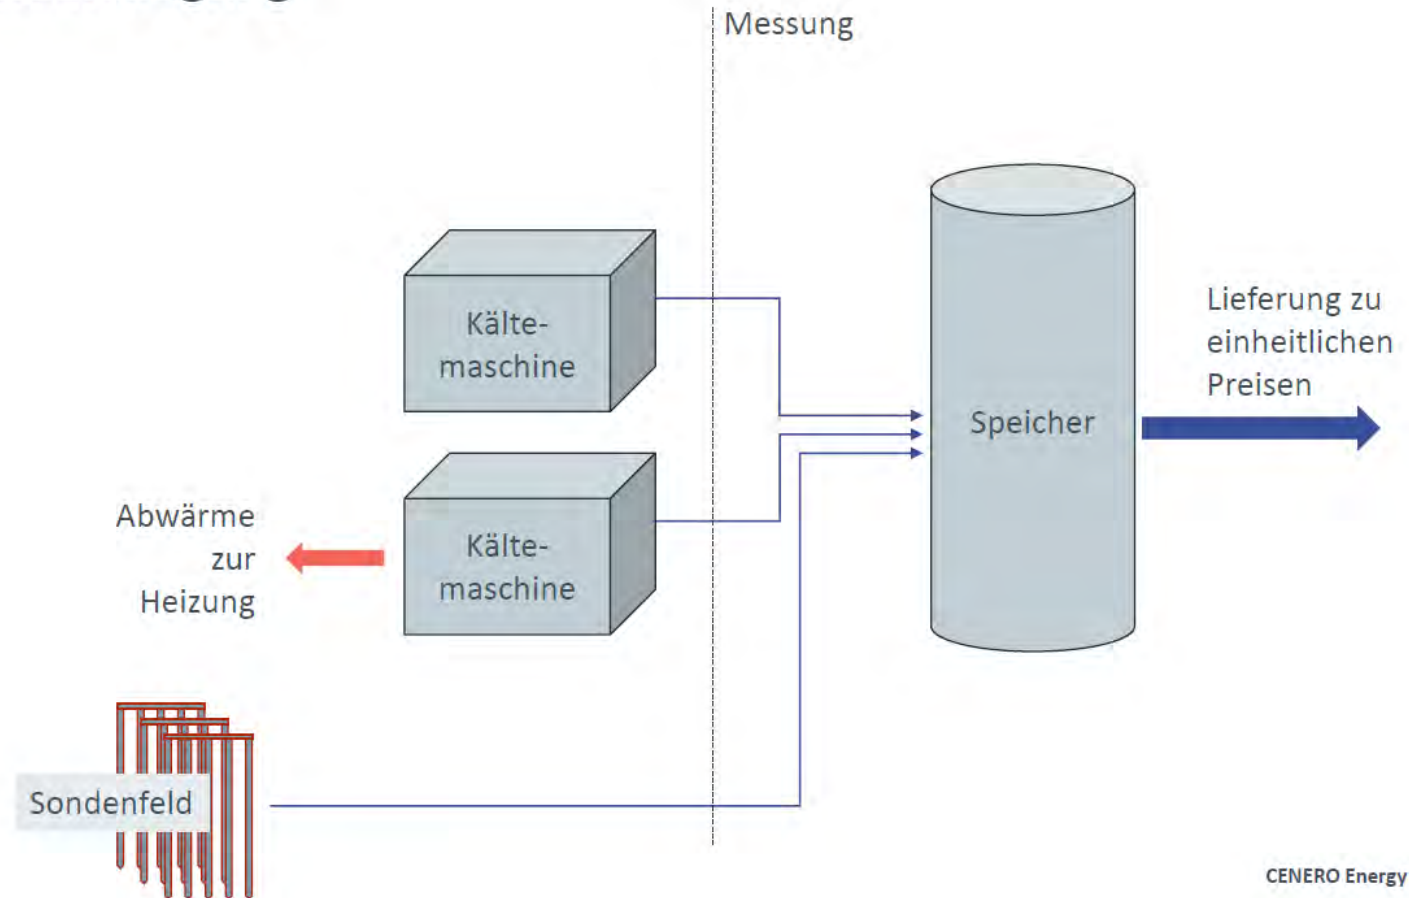 Messung
Kälte-
maschine
Lieferung zu
einheitlichen
Preisen
Speicher
Abwärme
zur
Heizung
Kälte-
maschine
Sondenfeld
CENERO Energy